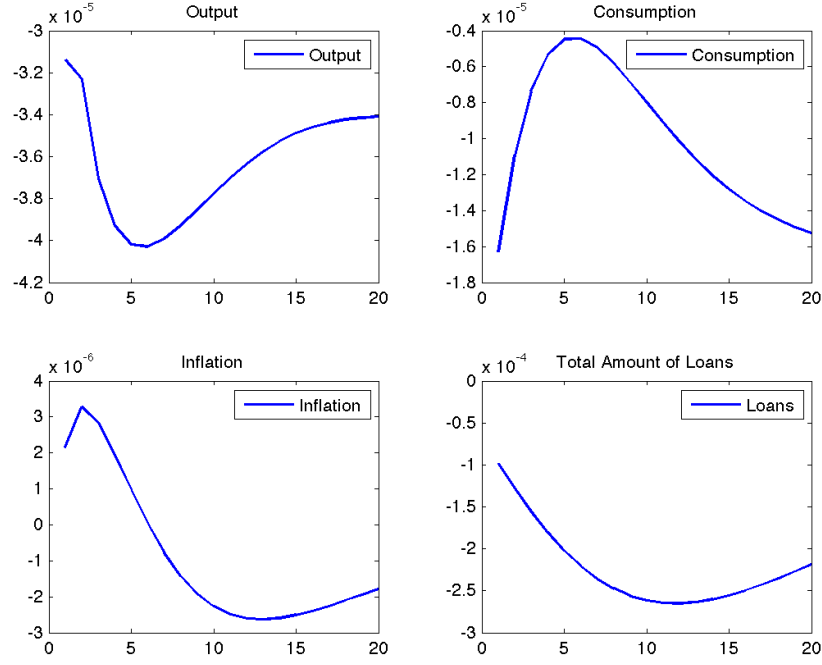 Output
x 10^-5
-3
-3.2
-3.4
-3.6
-3.8
-4
-4.2
0 5 10 15 20
Output
Consumption
x 10^-5
-0.4
-0.6
-0.8
-1
-1.2
-1.4
-1.6
-1.8
0 5 10 15 20
Consumption
Inflation
x 10^-6
4
3
2
1
0
-1
-2
-3
0 5 10 15 20
Inflation
Total Amount of Loans
x 10^-4
0
-0.5
-1
-1.5
-2
-2.5
-3
0 5 10 15 20
Loans